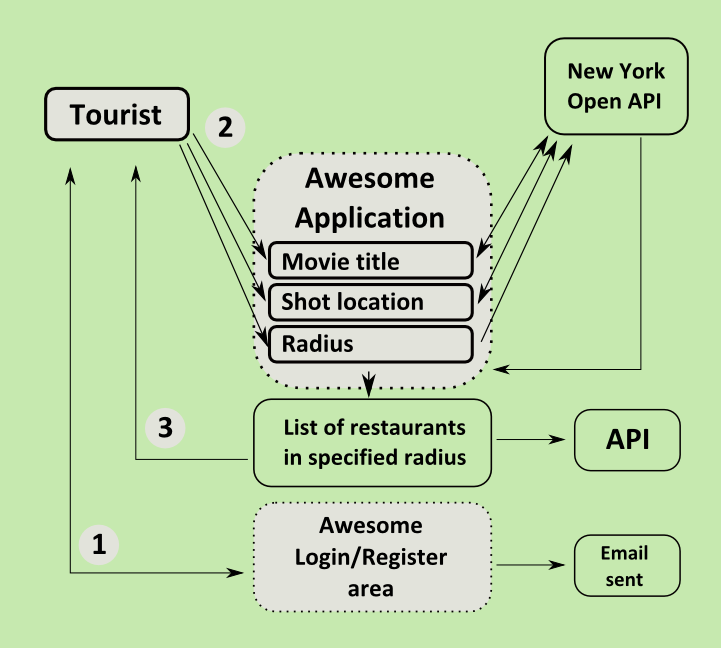 Tourist
2
New York
Open API
Awesome
Application
Movie title
Shot location
Radius
3
List of restaurants
in specified radius
API
1
Awesome
Login/Register
area
Email
sent